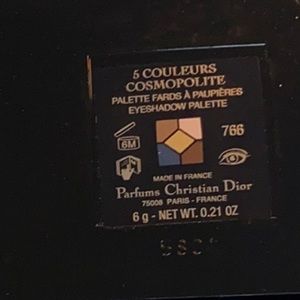 5 COULEURS
COSMOPOLITE
PALETTE FARDS À PAUPIÈRES
EYESHADOW PALETTE
6M
766
MADE IN FRANCE
Parfums Christian Dior
75008 PARIS - FRANCE
6 g - NET WT. 0.21 OZ